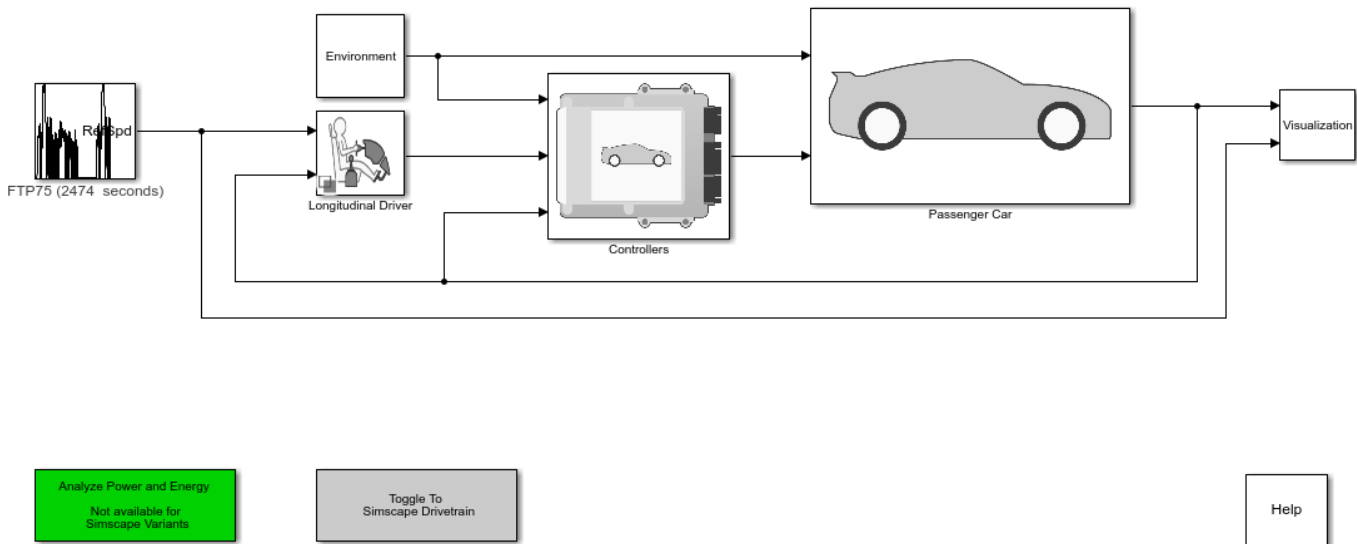 Environment
RefSpd
FTP75 (2474  seconds)
Longitudinal Driver
Controllers
Passenger Car
Visualization
Analyze Power and Energy
Not available for
Simscape Variants
Toggle To
Simscape Drivetrain
Help